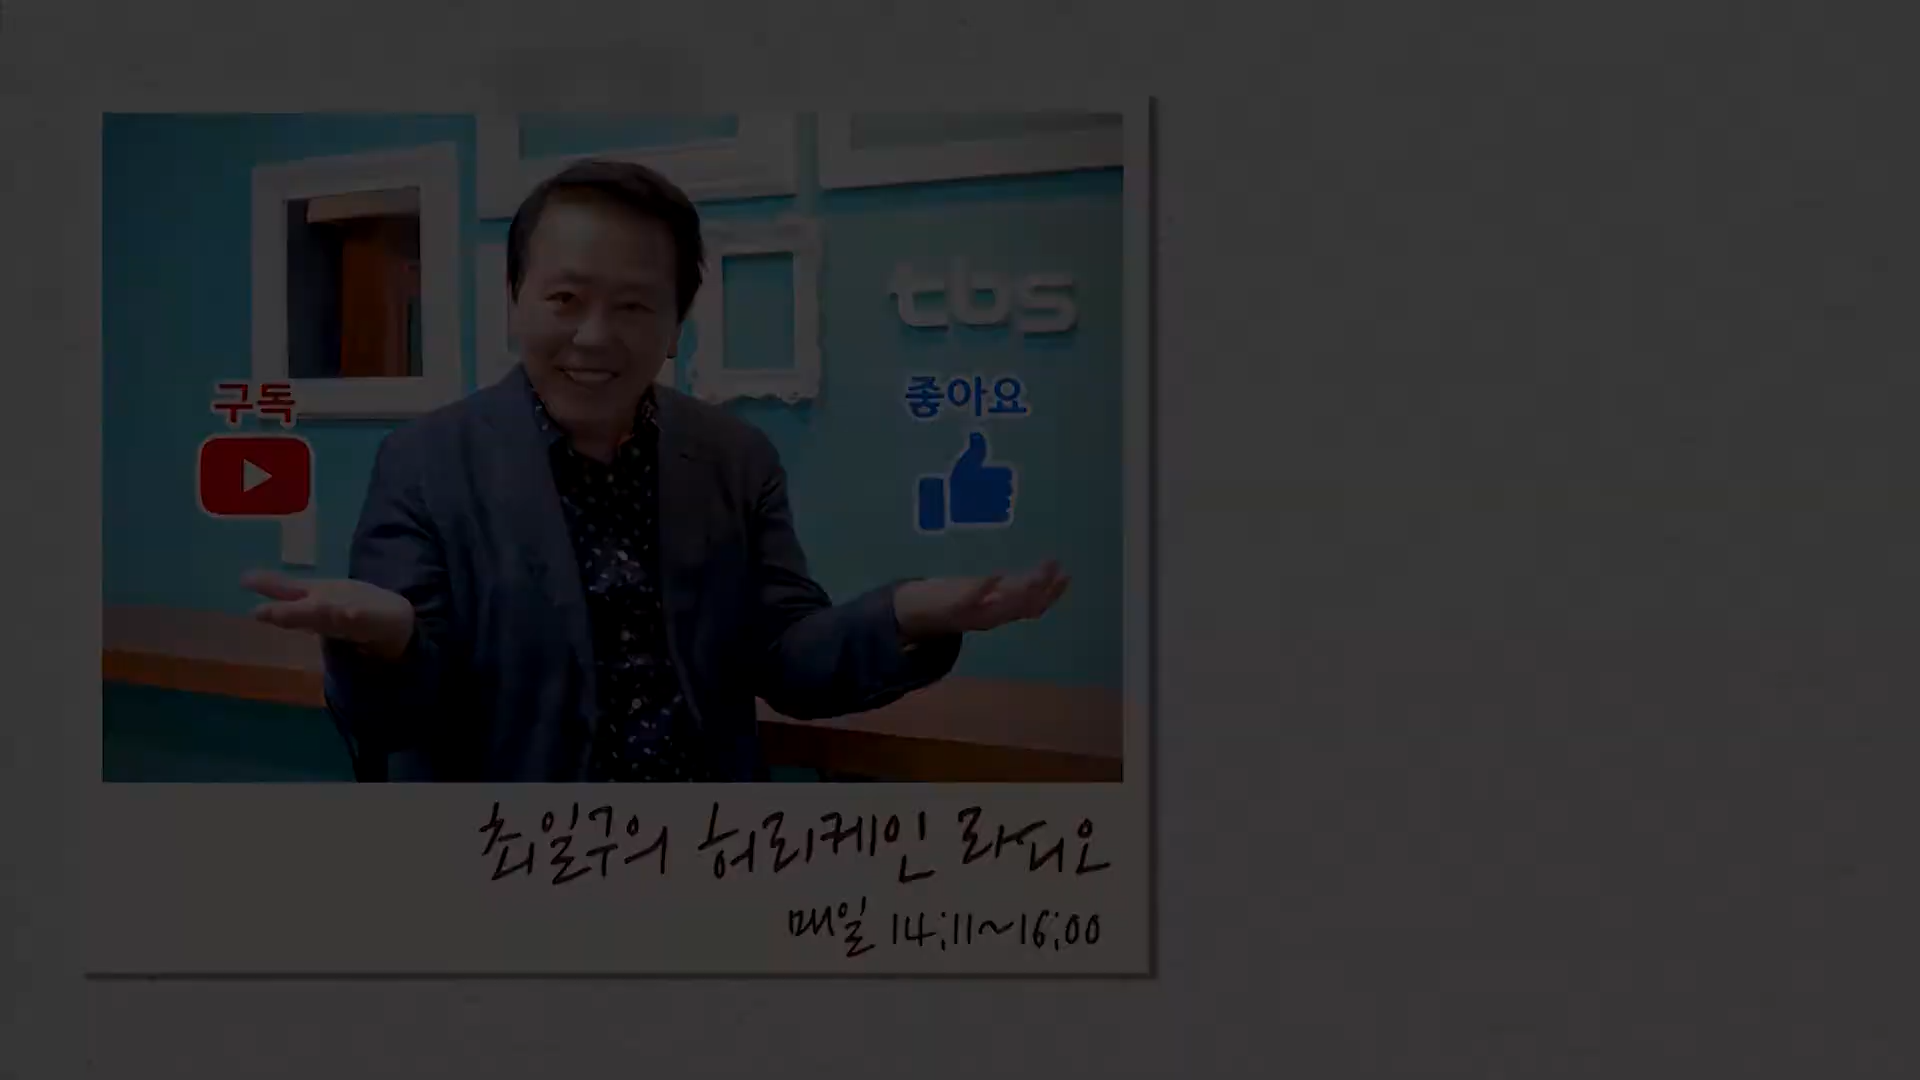 tbs
구독
좋아요
최일구의 허리케인 라디오
매일 14:11~16:00